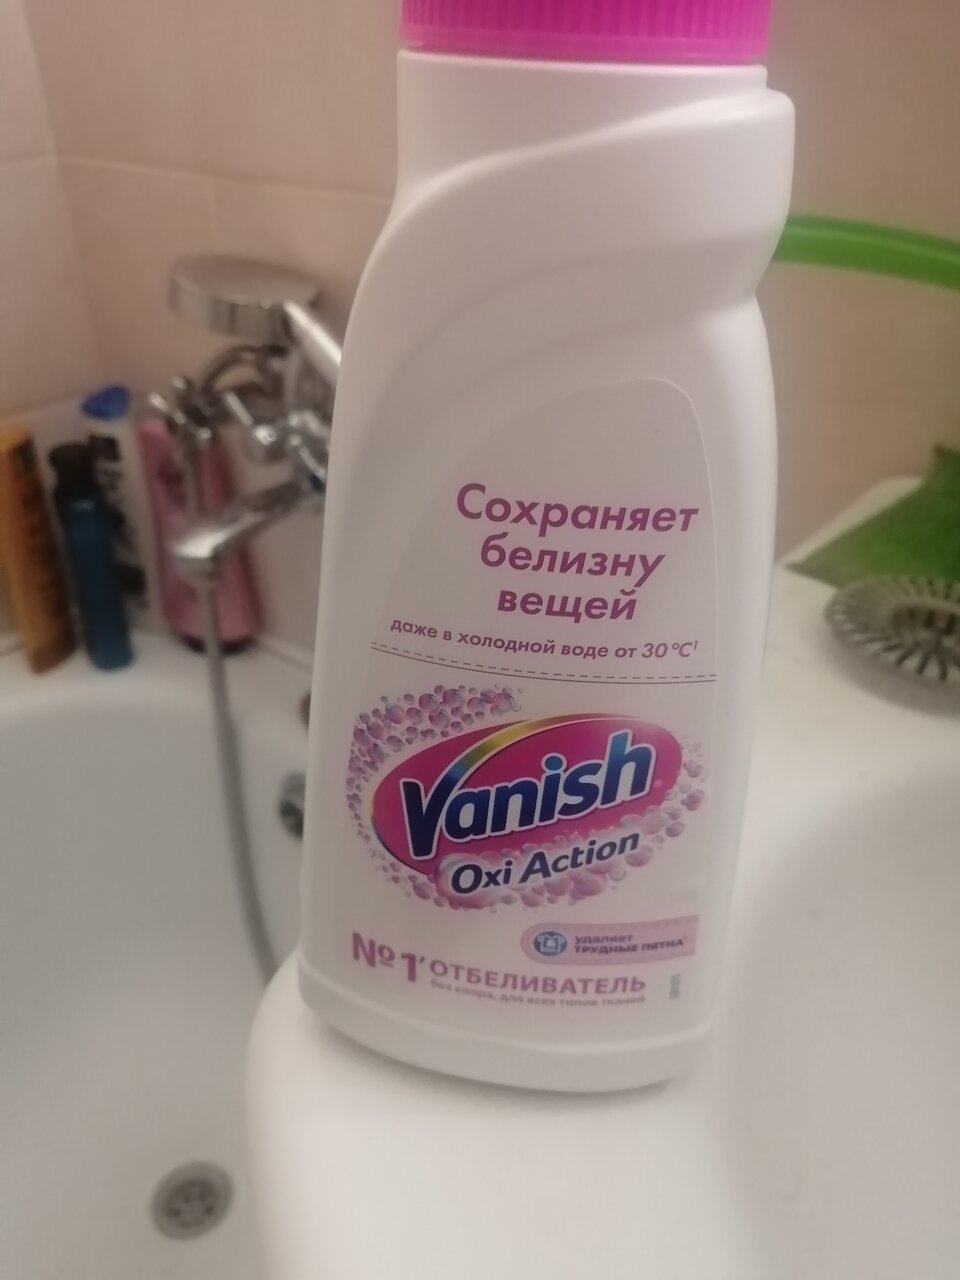 Сохраняет
белизну
вещей
даже в холодной воде от 30 °C¹
Vanish
Oxi Action
удаляет
ТРУДНЫЕ ПЯТНА
№1 ОТБЕЛИВАТЕЛЬ
без хлора, для всех типов тканей